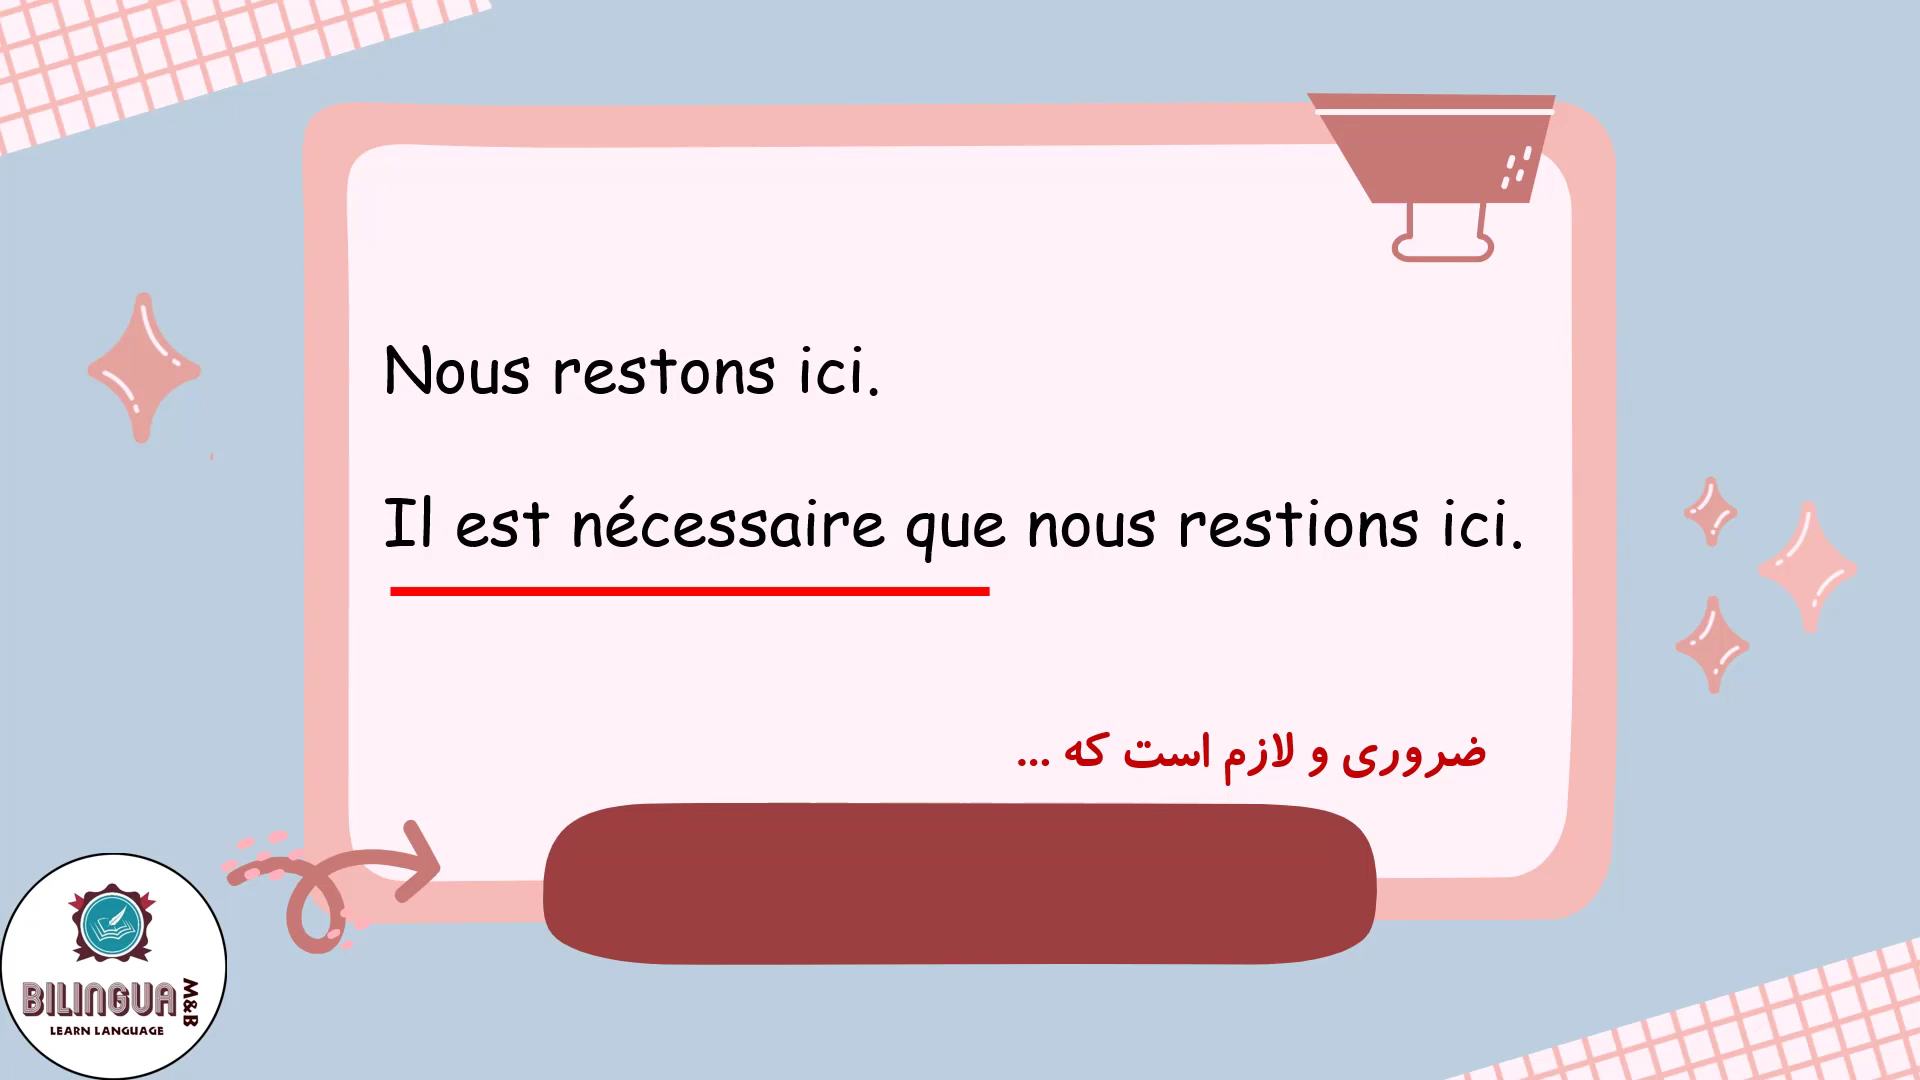 Nous restons ici.
Il est nécessaire que nous restions ici.
ضروری و لازم است که ...
BILINGUA M&B
LEARN LANGUAGE